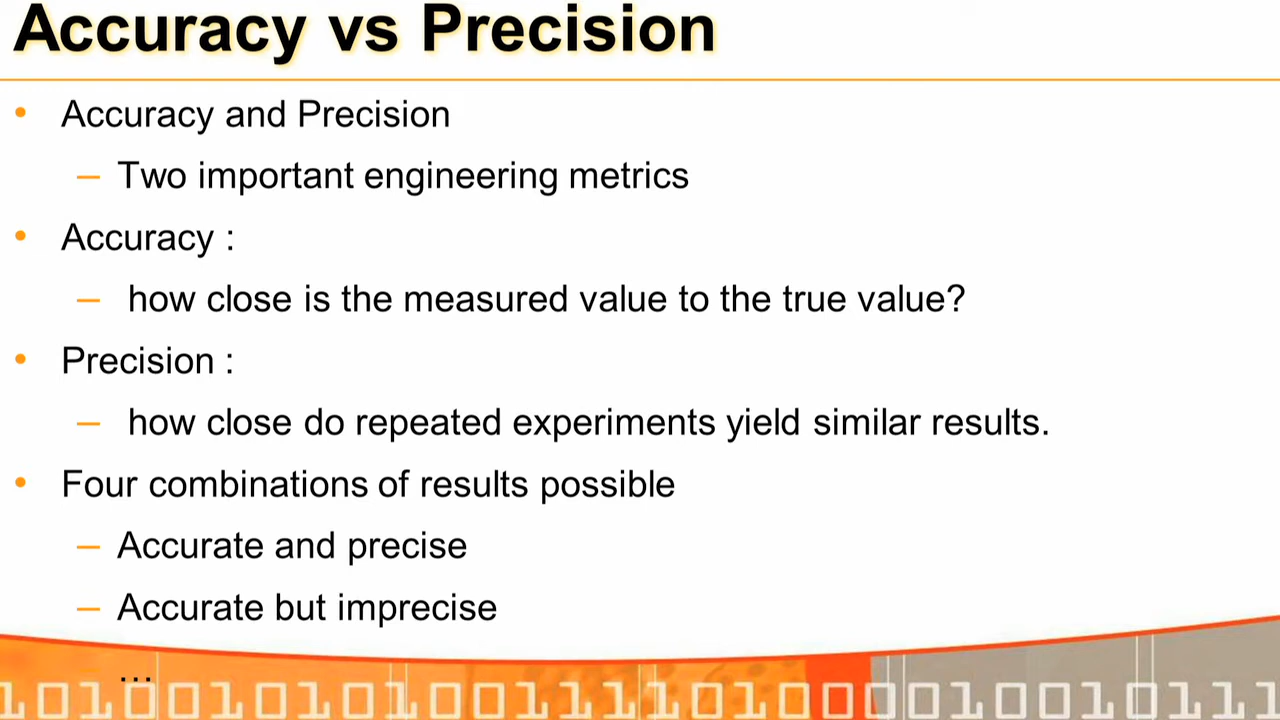 Accuracy vs Precision
• Accuracy and Precision
– Two important engineering metrics
• Accuracy :
– how close is the measured value to the true value?
• Precision :
– how close do repeated experiments yield similar results.
• Four combinations of results possible
– Accurate and precise
– Accurate but imprecise
– …
10100101010100111101000010010111